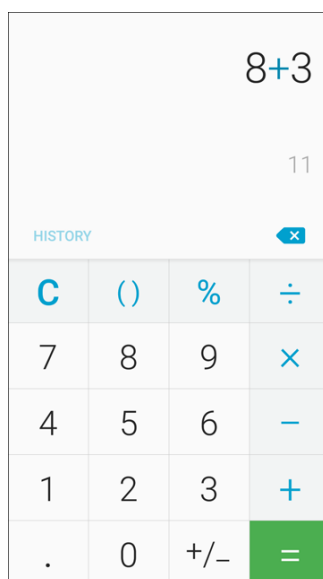 8+3
11
HISTORY
C () % ÷
7 8 9 ×
4 5 6 −
1 2 3 +
. 0 +/− =